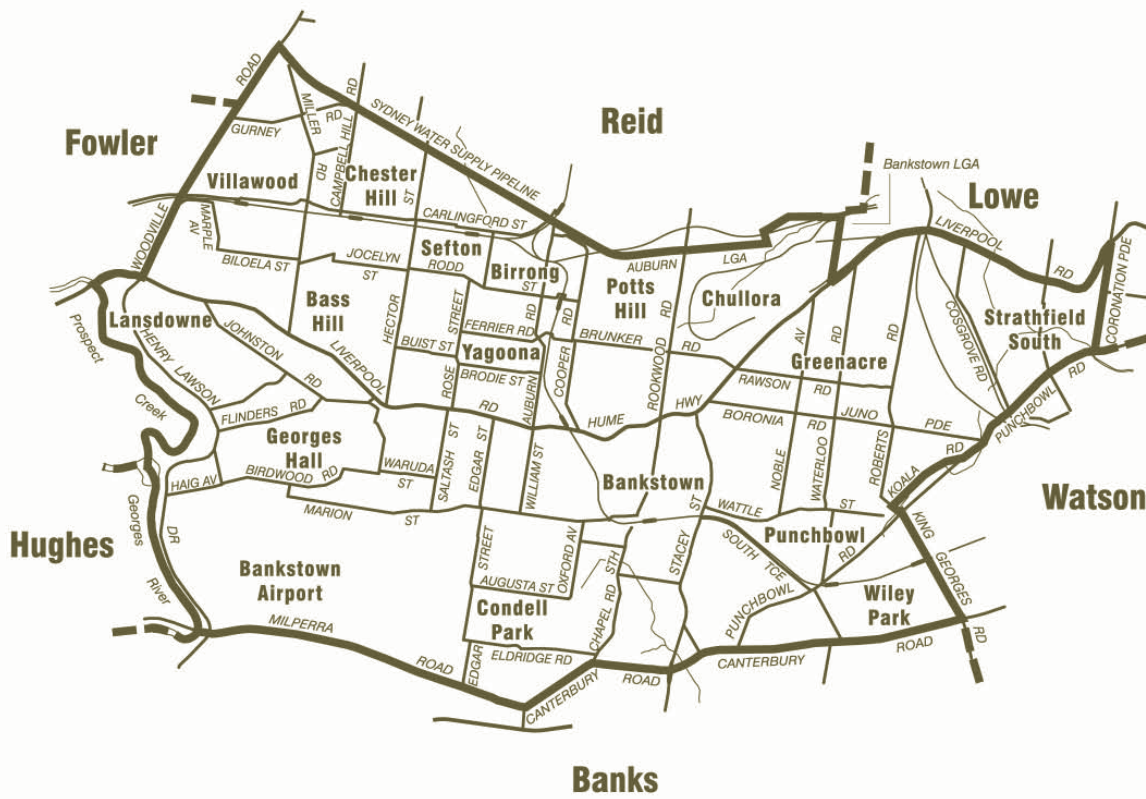 Reid
Fowler
Lowe
Watson
Hughes
Banks
ROAD
GURNEY
RD
MILLER
RD
CAMPBELL HILL
RD
SYDNEY WATER SUPPLY PIPELINE
Bankstown LGA
Villawood
Chester
Hill
ST
CARLINGFORD ST
WOODVILLE
MARPLE
AV
BILOELA ST
JOCELYN
ST
Sefton
RODD
Birrong
ST
AUBURN
LGA
LIVERPOOL
RD
CORONATION PDE
Potts
Hill
Chullora
Strathfield
South
COSGROVE RD
Lansdowne
Prospect
Creek
HENRY LAWSON
JOHNSTON
RD
Bass
Hill
LIVERPOOL
RD
HECTOR
STREET
FERRIER RD
RD
RD
BUIST ST
Yagoona
BRODIE ST
ROSE
AUBURN
COOPER
BRUNKER
RD
ROOKWOOD
RD
AV
RD
RD
Greenacre
RAWSON
RD
BORONIA
RD
JUNO
PDE
PUNCHBOWL
RD
FLINDERS RD
Georges
Hall
HUME
HWY
HAIG AV
BIRDWOOD
RD
WARUDA
ST
MARION
ST
SALTASH ST
EDGAR ST
WILLIAM ST
Bankstown
NOBLE
WATERLOO
ROBERTS
KOALA
RD
WATTLE
ST
Punchbowl
SOUTH TCE
RD
KING
GEORGES
RD
Georges
River
DR
Bankstown
Airport
STREET
AUGUSTA ST
OXFORD AV
CHAPEL RD STH
STACEY
ST
PUNCHBOWL
Wiley
Park
Condell
Park
MILPERRA
ROAD
EDGAR
ELDRIDGE RD
CANTERBURY
ROAD
CANTERBURY
ROAD